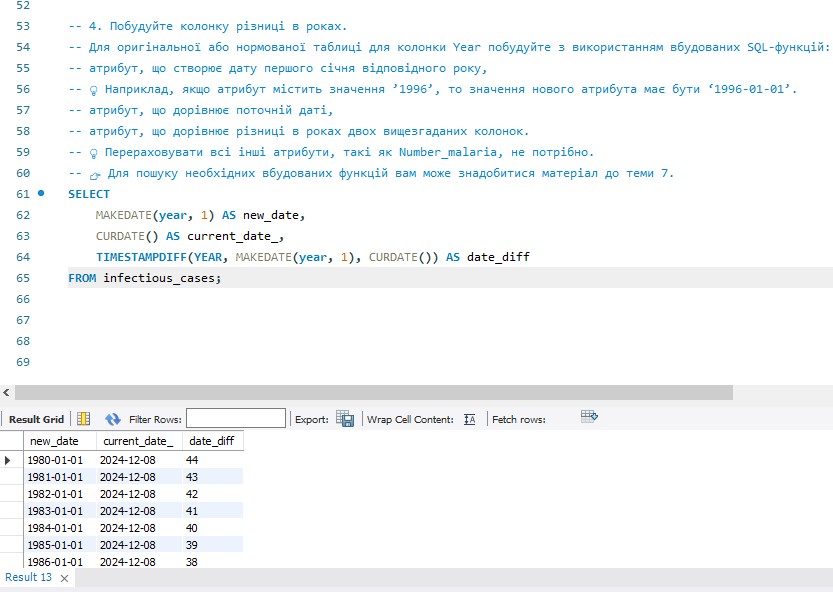 52
53 -- 4. Побудуйте колонку різниці в роках.
54 -- Для оригінальної або нормованої таблиці для колонки Year побудуйте з використанням вбудованих SQL-функцій:
55 -- атрибут, що створює дату першого січня відповідного року,
56 -- 💡 Наприклад, якщо атрибут містить значення ’1996’, то значення нового атрибута має бути ‘1996-01-01’.
57 -- атрибут, що дорівнює поточній даті,
58 -- атрибут, що дорівнює різниці в роках двох вищезгаданих колонок.
59 -- 💡 Перераховувати всі інші атрибути, такі як Number_malaria, не потрібно.
60 -- 👉 Для пошуку необхідних вбудованих функцій вам може знадобитися матеріал до теми 7.
61 SELECT
62 MAKEDATE(year, 1) AS new_date,
63 CURDATE() AS current_date_,
64 TIMESTAMPDIFF(YEAR, MAKEDATE(year, 1), CURDATE()) AS date_diff
65 FROM infectious_cases;
66
67
68
69
Result Grid Filter Rows: Export: Wrap Cell Content: Fetch rows:
new_date current_date_ date_diff
1980-01-01 2024-12-08 44
1981-01-01 2024-12-08 43
1982-01-01 2024-12-08 42
1983-01-01 2024-12-08 41
1984-01-01 2024-12-08 40
1985-01-01 2024-12-08 39
1986-01-01 2024-12-08 38
Result 13